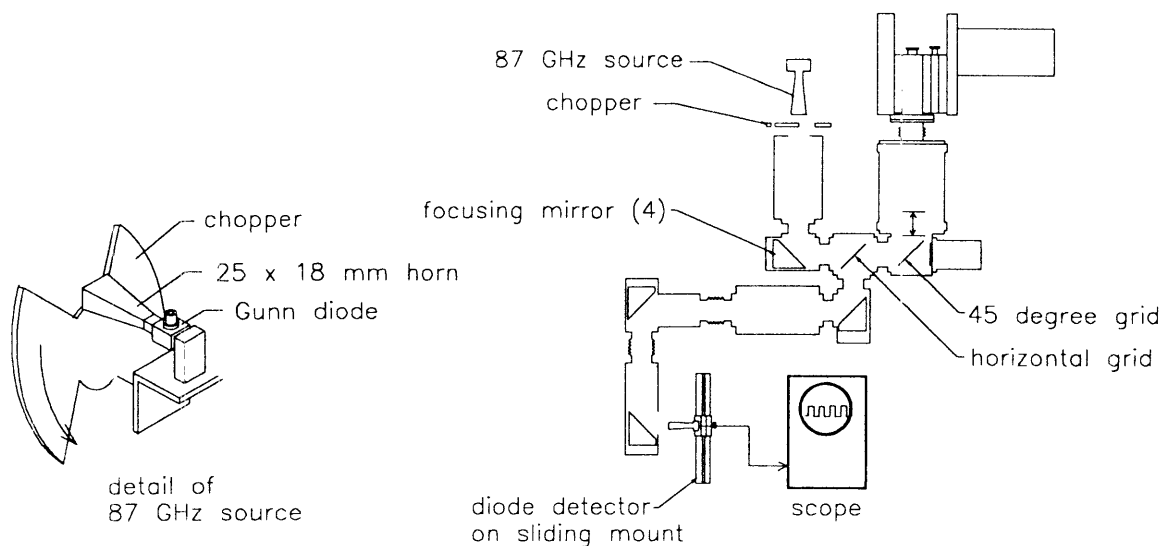 87 GHz source
chopper
focusing mirror (4)
chopper
25 x 18 mm horn
Gunn diode
45 degree grid
horizontal grid
detail of
87 GHz source
diode detector
on sliding mount
scope